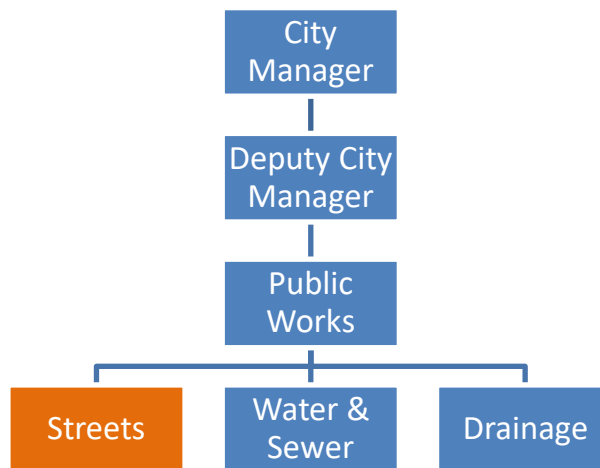 City
Manager
Deputy City
Manager
Public
Works
Streets
Water &
Sewer
Drainage